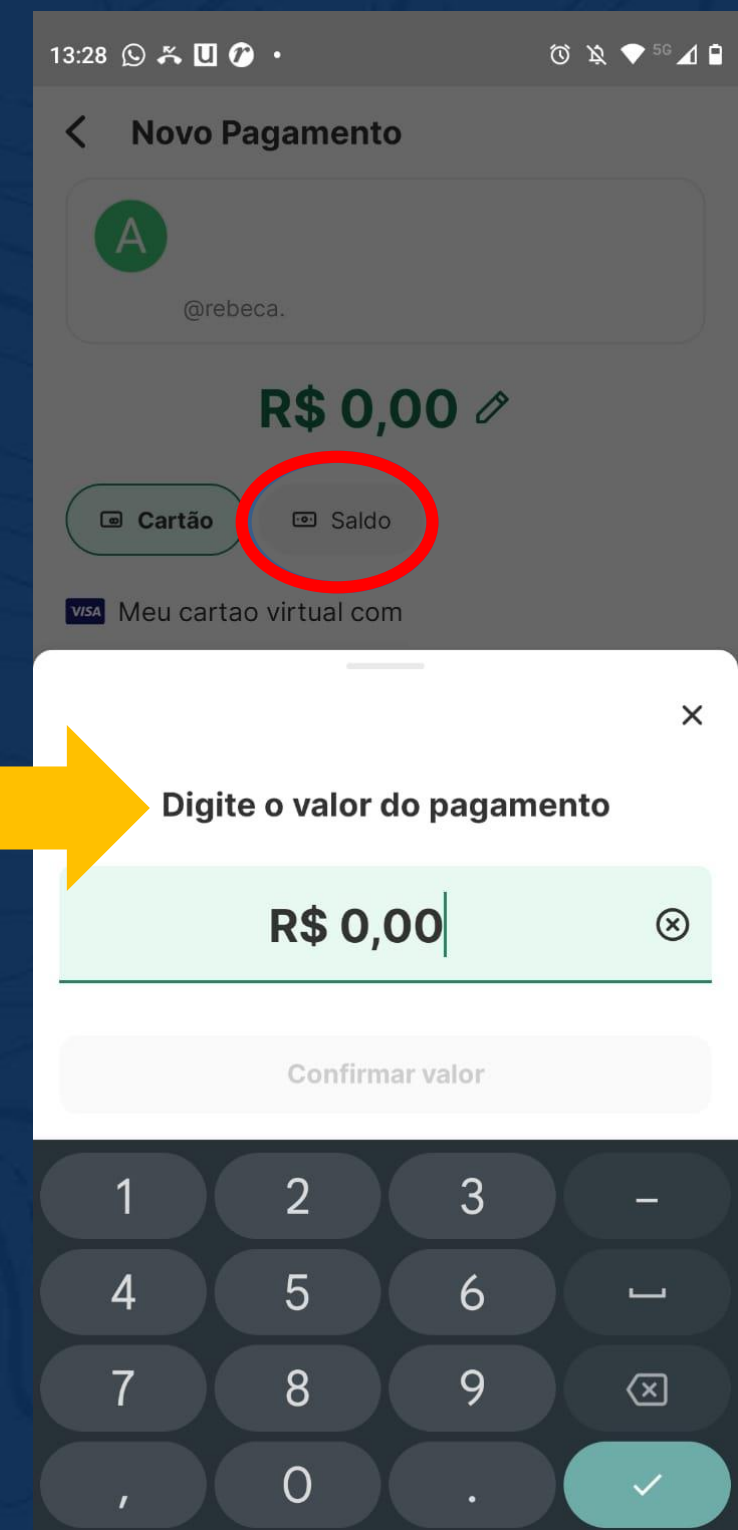 13:28 5G
Novo Pagamento
A
@rebeca.
R$ 0,00
Cartão Saldo
VISA Meu cartao virtual com
Digite o valor do pagamento
R$ 0,00
Confirmar valor
1 2 3 -
4 5 6
7 8 9
, 0 .